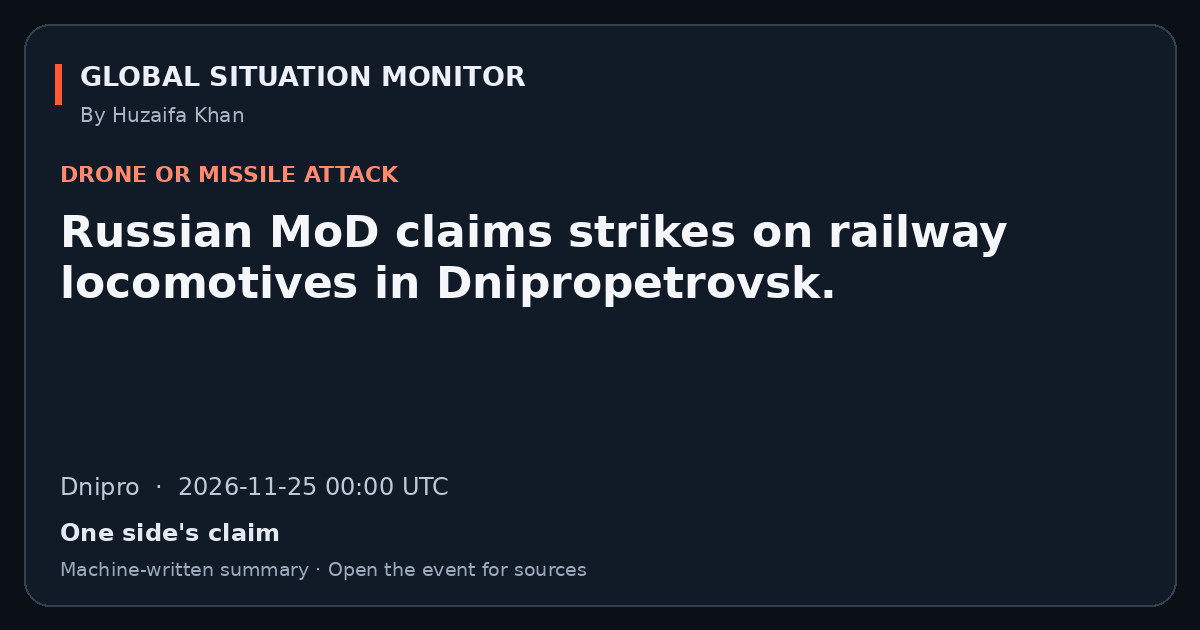 GLOBAL SITUATION MONITOR
By Huzaifa Khan
DRONE OR MISSILE ATTACK
Russian MoD claims strikes on railway
locomotives in Dnipropetrovsk.
Dnipro · 2026-11-25 00:00 UTC
One side's claim
Machine-written summary · Open the event for sources